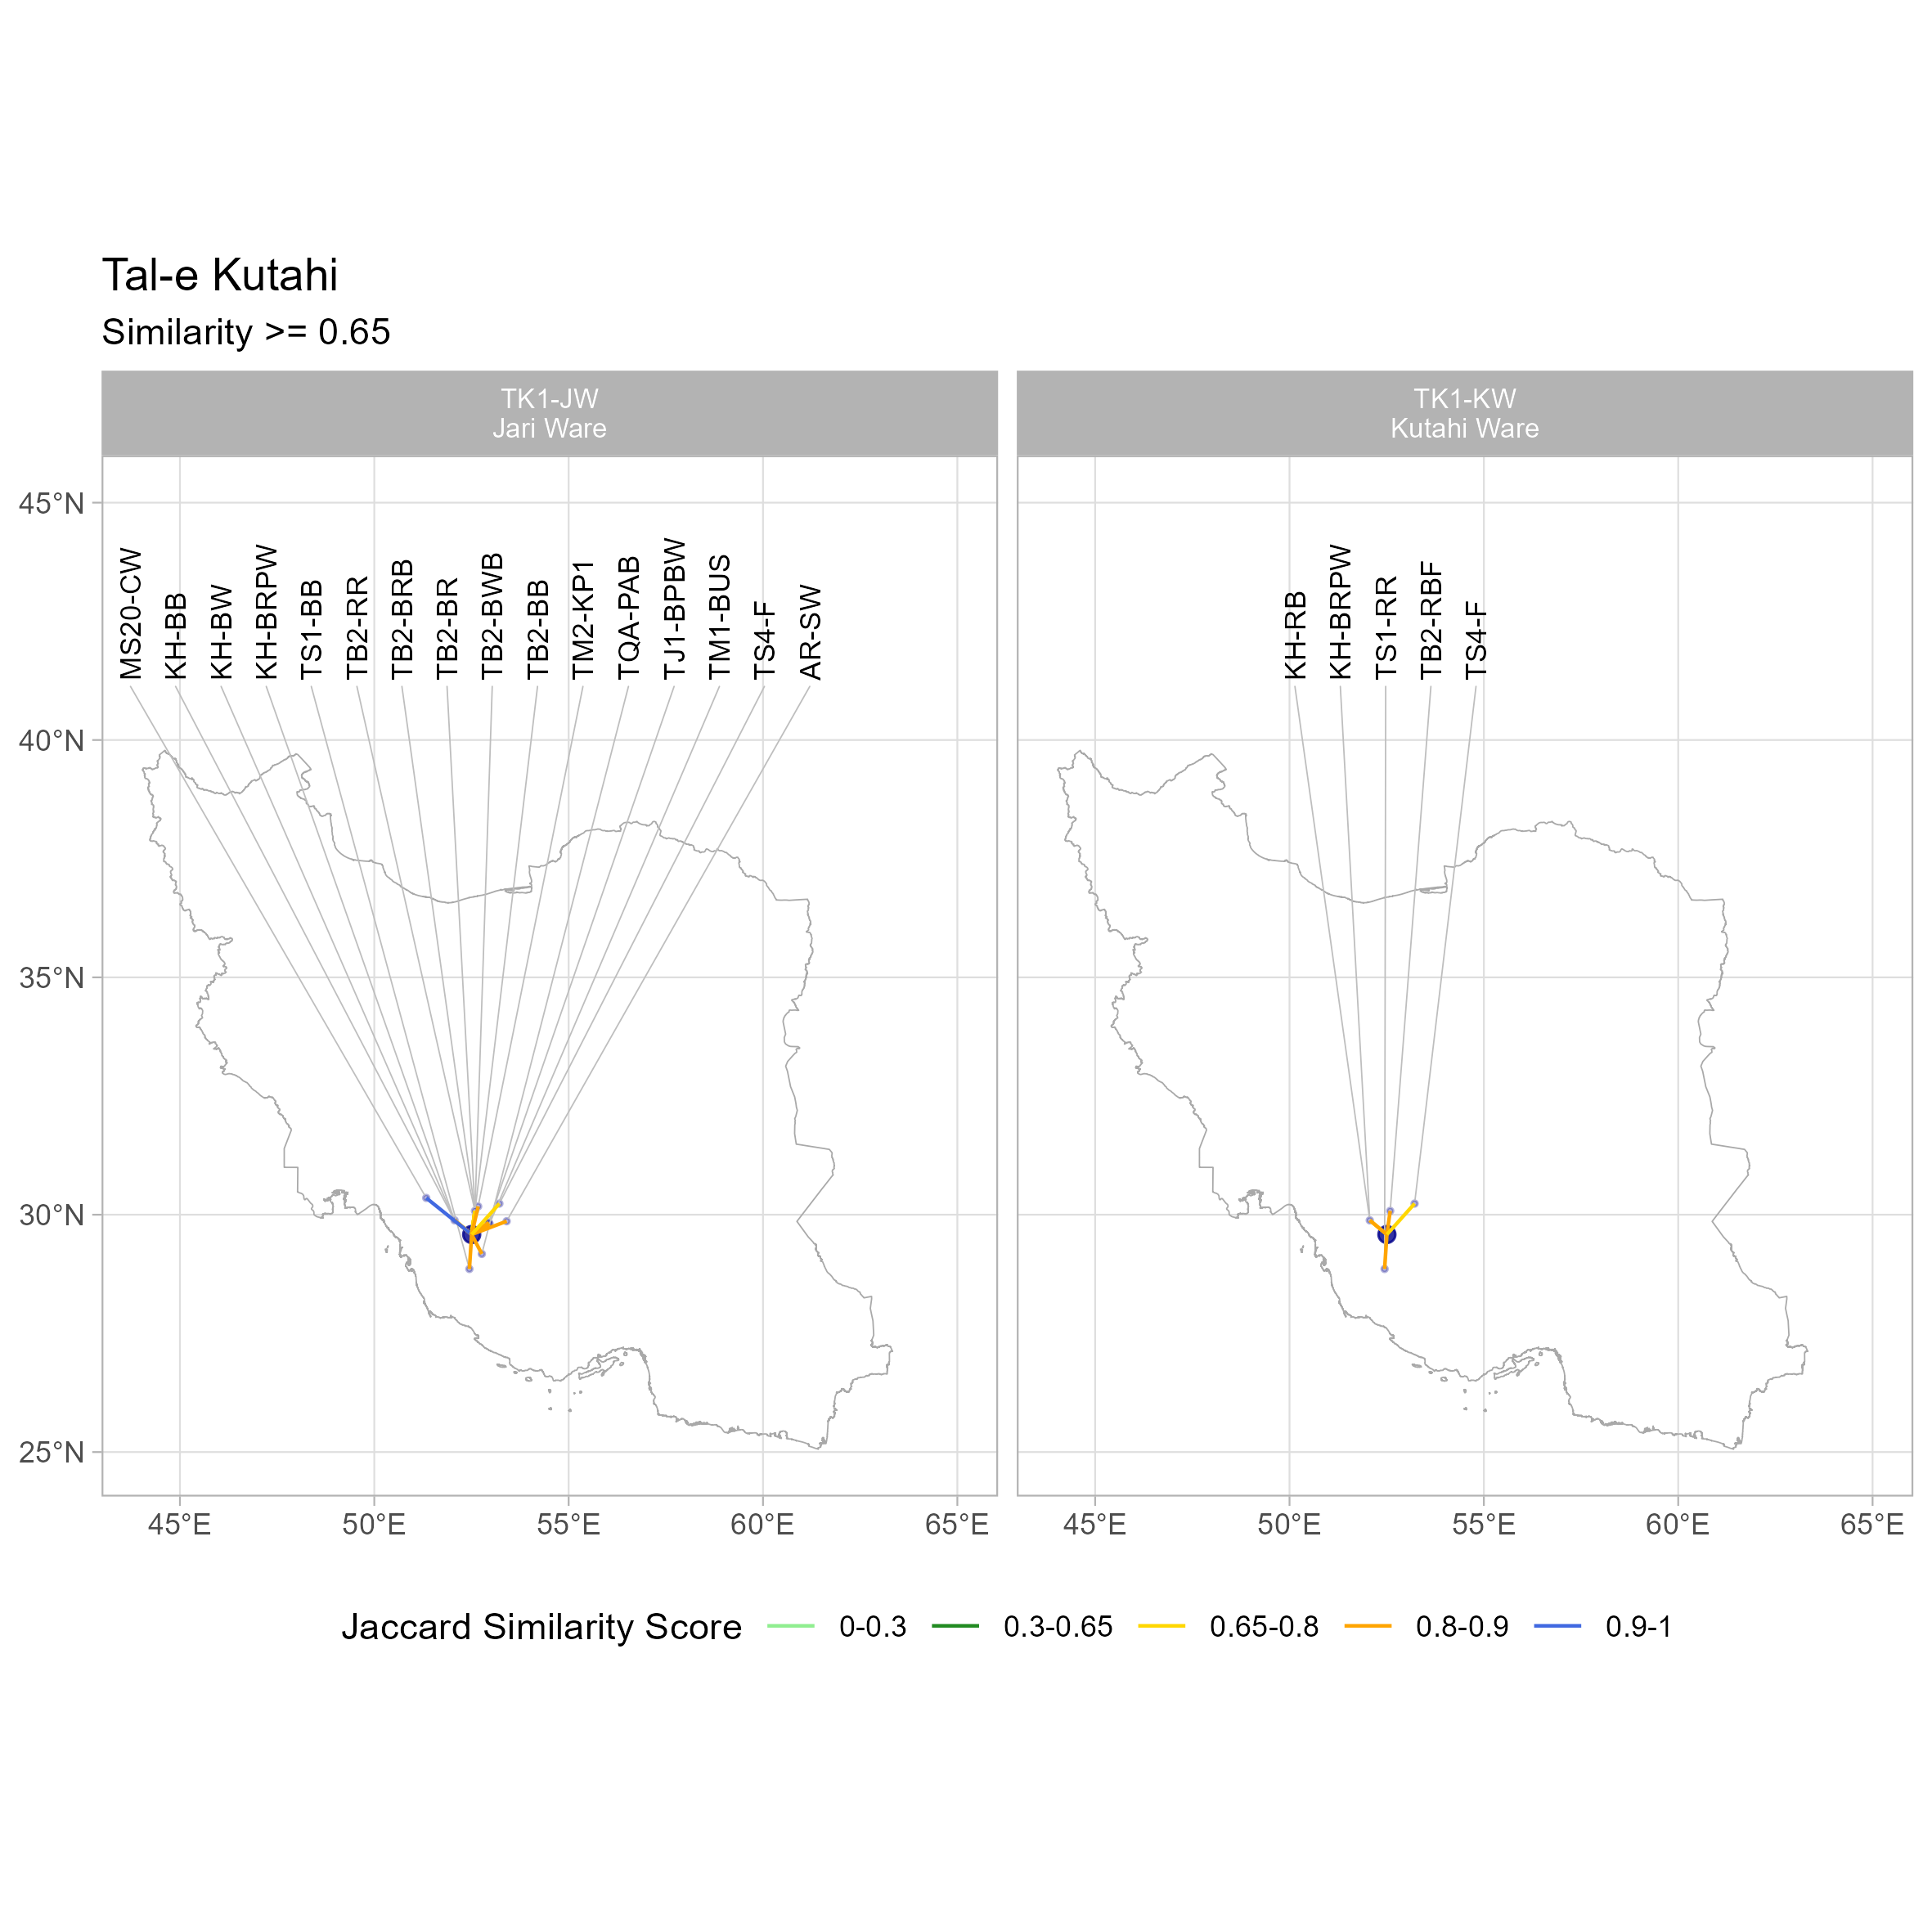 Tal-e Kutahi
Similarity >= 0.65
TK1-JW
Jari Ware
TK1-KW
Kutahi Ware
45°N
40°N
35°N
30°N
25°N
MS20-CW
KH-BB
KH-BW
KH-BRPW
TS1-BB
TB2-RR
TB2-BRB
TB2-BR
TB2-BWB
TB2-BB
TM2-KP1
TQA-PAB
TJ1-BPBW
TM1-BUS
TS4-F
AR-SW
KH-RB
KH-BRPW
TS1-RR
TB2-RBF
TS4-F
45°E 50°E 55°E 60°E 65°E
45°E 50°E 55°E 60°E 65°E
Jaccard Similarity Score 0-0.3 0.3-0.65 0.65-0.8 0.8-0.9 0.9-1